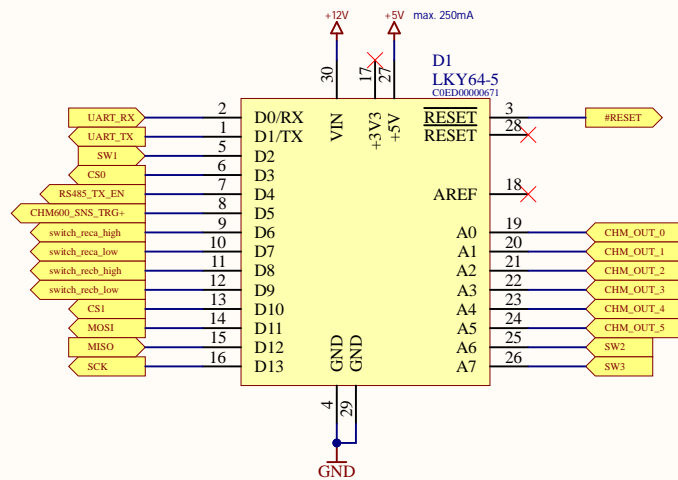 +12V
+5V
max. 250mA
D1
LKY64-5
C0ED00000671
30
17
27
VIN
+3V3
+5V
UART_RX 2 D0/RX
UART_TX 1 D1/TX
SW1 5 D2
CS0 6 D3
RS485_TX_EN 7 D4
CHM600_SNS_TRG+ 8 D5
switch_reca_high 9 D6
switch_reca_low 10 D7
switch_recb_high 11 D8
switch_recb_low 12 D9
CS1 13 D10
MOSI 14 D11
MISO 15 D12
SCK 16 D13
RESET 3 #RESET
RESET 28
AREF 18
A0 19 CHM_OUT_0
A1 20 CHM_OUT_1
A2 21 CHM_OUT_2
A3 22 CHM_OUT_3
A4 23 CHM_OUT_4
A5 24 CHM_OUT_5
A6 25 SW2
A7 26 SW3
GND
GND
4
29
GND